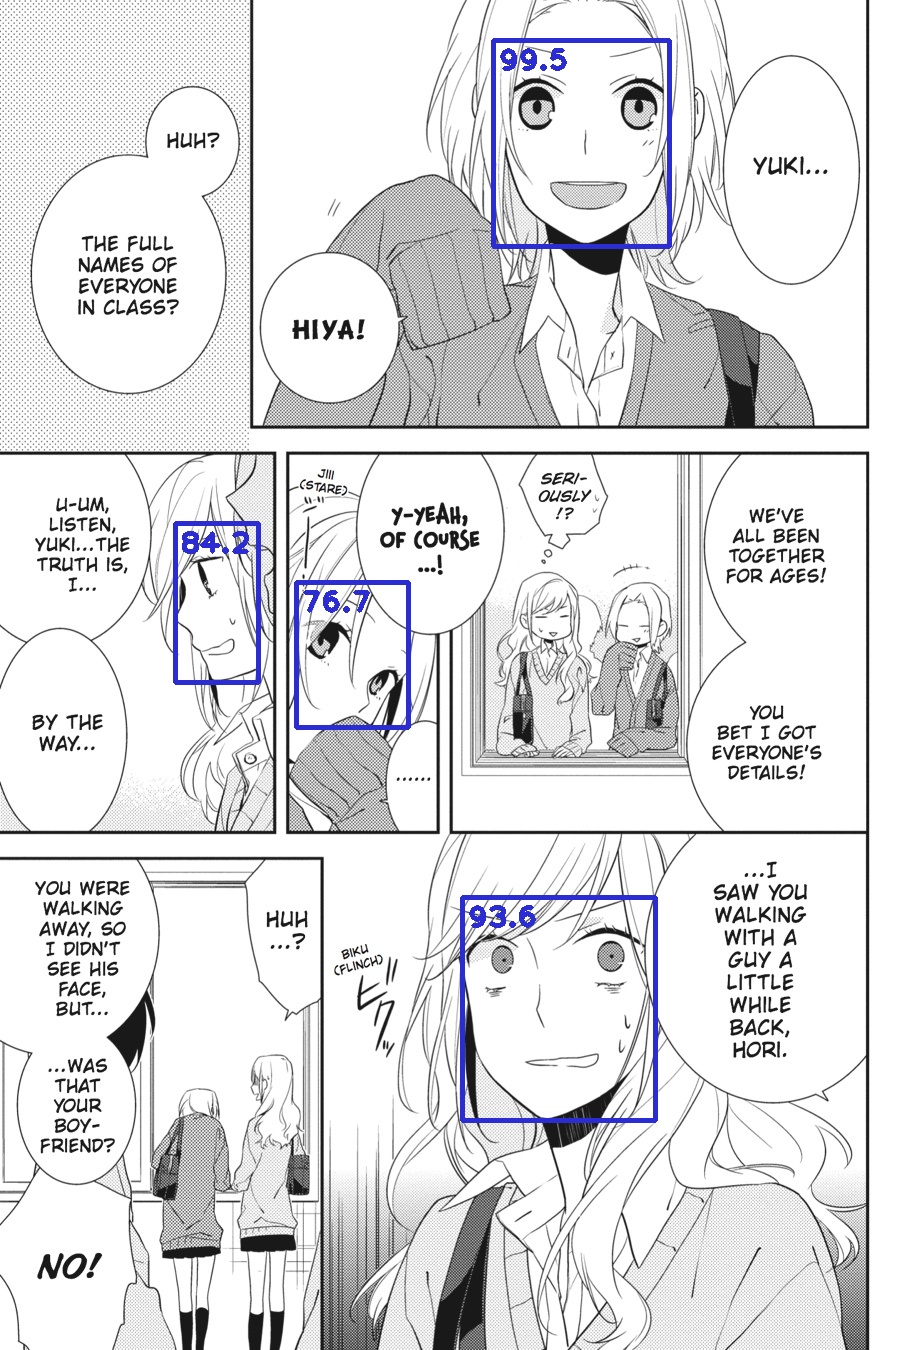 YUKI...
99.5
HIYA!
HUH?
THE FULL
NAMES OF
EVERYONE
IN CLASS?
WE'VE
ALL BEEN
TOGETHER
FOR AGES!
YOU
BET I GOT
EVERYONE'S
DETAILS!
SERI-
OUSLY
!?
Y-YEAH,
OF COURSE
...!
JIII
(STARE)
76.7
......
U-UM,
LISTEN,
YUKI...THE
TRUTH IS,
I...
84.2
BY THE
WAY...
...I
SAW YOU
WALKING
WITH A
GUY A
LITTLE
WHILE
BACK,
HORI.
93.6
BIKU
(FLINCH)
ビク
HUH
...?
YOU WERE
WALKING
AWAY, SO
I DIDN'T
SEE HIS
FACE,
BUT...
...WAS
THAT
YOUR
BOY-
FRIEND?
NO!